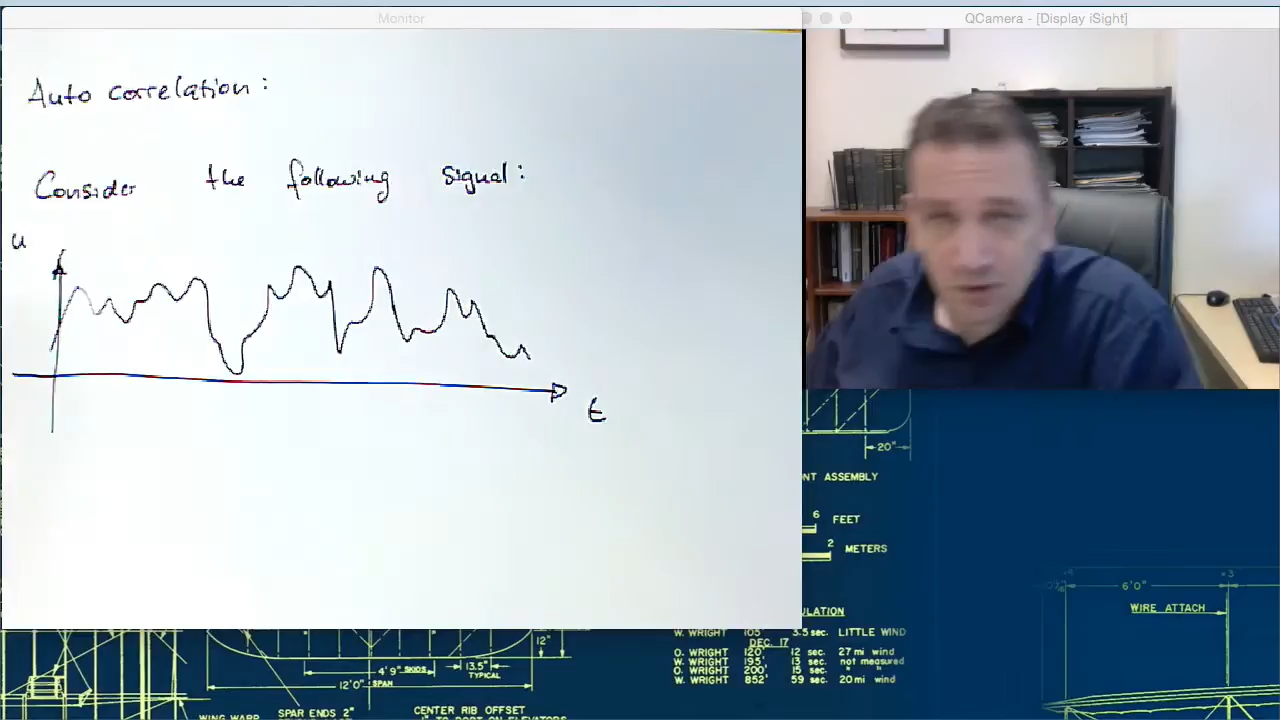 Monitor
QCamera - [Display iSight]
Auto correlation:
Consider the following signal:
u
t
20"
NT ASSEMBLY
6
FEET
2
METERS
6'0"
WIRE ATTACH
ULATION
W. WRIGHT 105' 3.5 sec. LITTLE WIND
DEC. 17
O. WRIGHT 120' 12 sec. 27 mi wind
W. WRIGHT 195' 13 sec. not measured
O. WRIGHT 200' 15 sec. " "
W. WRIGHT 852' 59 sec. 20 mi wind
12"
4'9" SKIDS
13.5"
TYPICAL
12'0" SPAN
WING WARP
SPAR ENDS 2"
CENTER RIB OFFSET